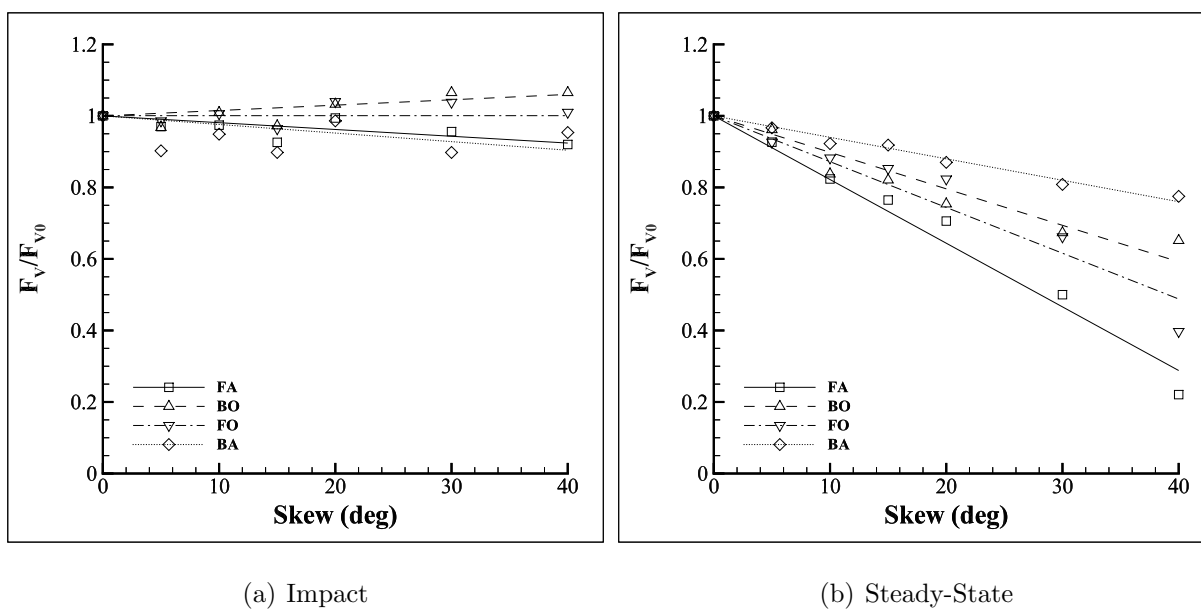 1.2
1
0.8
0.6
0.4
0.2
0
F_V/F_V0
FA
BO
FO
BA
0 10 20 30 40
Skew (deg)
(a) Impact
1.2
1
0.8
0.6
0.4
0.2
0
F_V/F_V0
FA
BO
FO
BA
0 10 20 30 40
Skew (deg)
(b) Steady-State